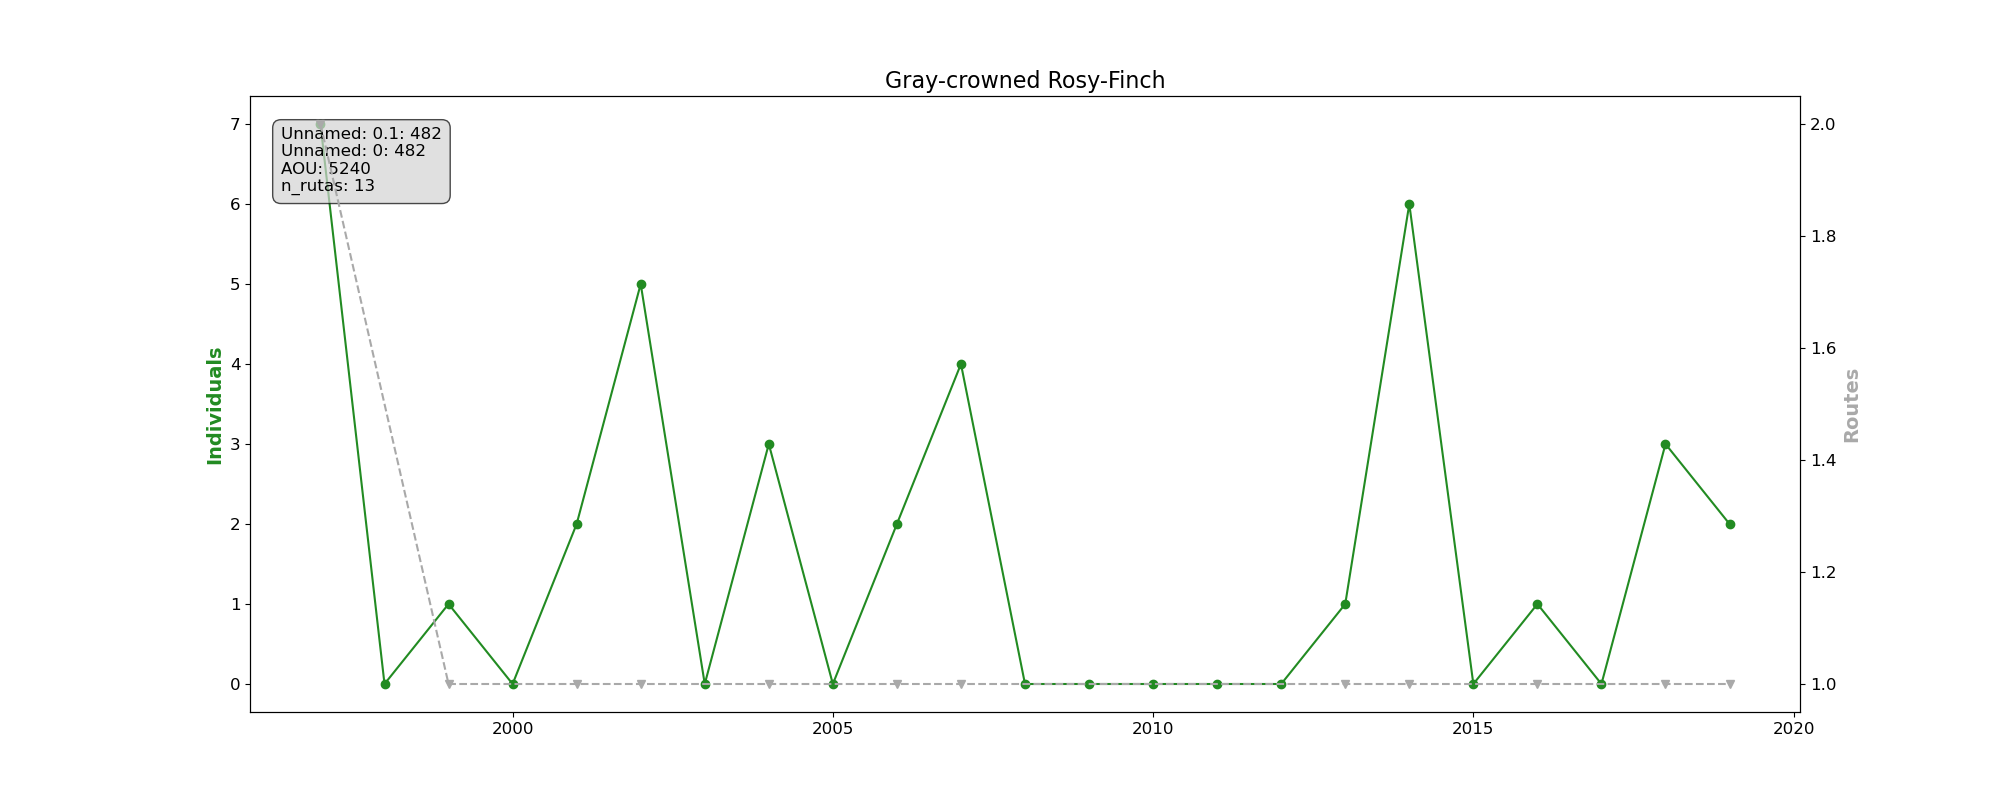 Gray-crowned Rosy-Finch
Unnamed: 0.1: 482
Unnamed: 0: 482
AOU: 5240
n_rutas: 13
7
6
5
4
3
2
1
0
Individuals
2.0
1.8
1.6
1.4
1.2
1.0
Routes
2000
2005
2010
2015
2020